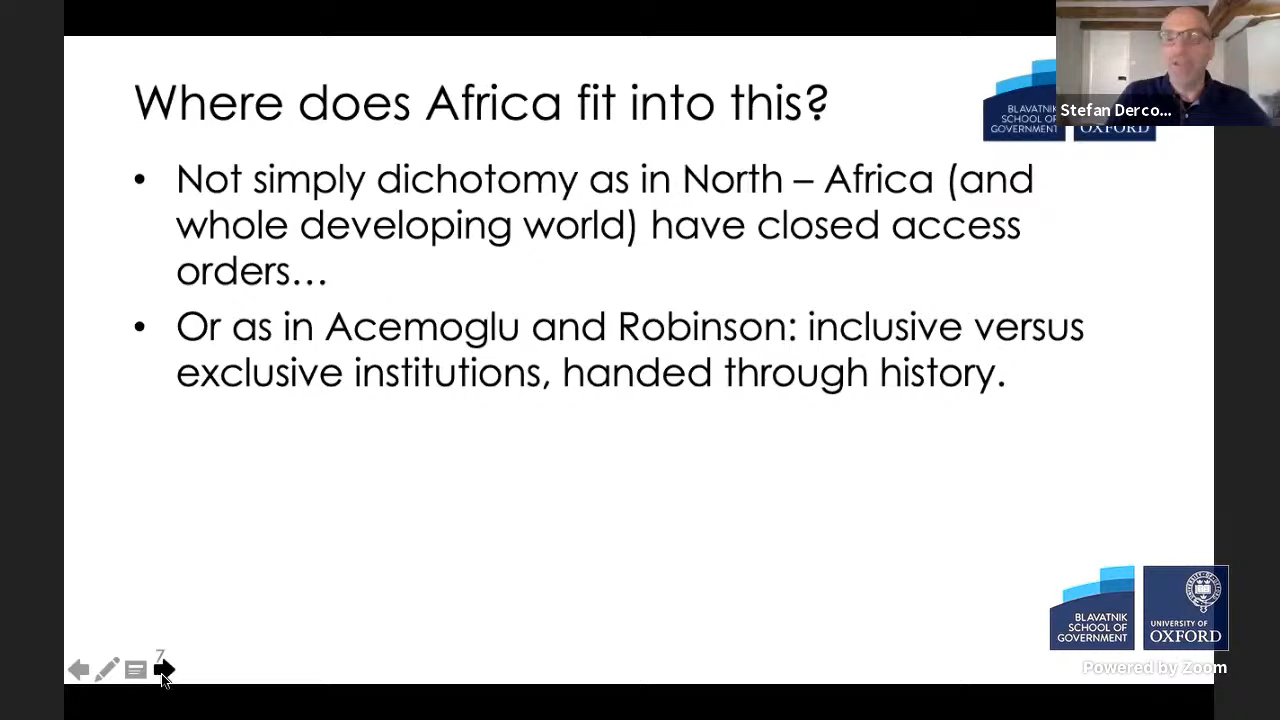 Where does Africa fit into this?
BLAVATNIK
SCHOOL OF
GOVERNMENT
OXFORD
Stefan Derco...
• Not simply dichotomy as in North – Africa (and
whole developing world) have closed access
orders…
• Or as in Acemoglu and Robinson: inclusive versus
exclusive institutions, handed through history.
BLAVATNIK
SCHOOL OF
GOVERNMENT
UNIVERSITY OF
OXFORD
7
Powered by Zoom